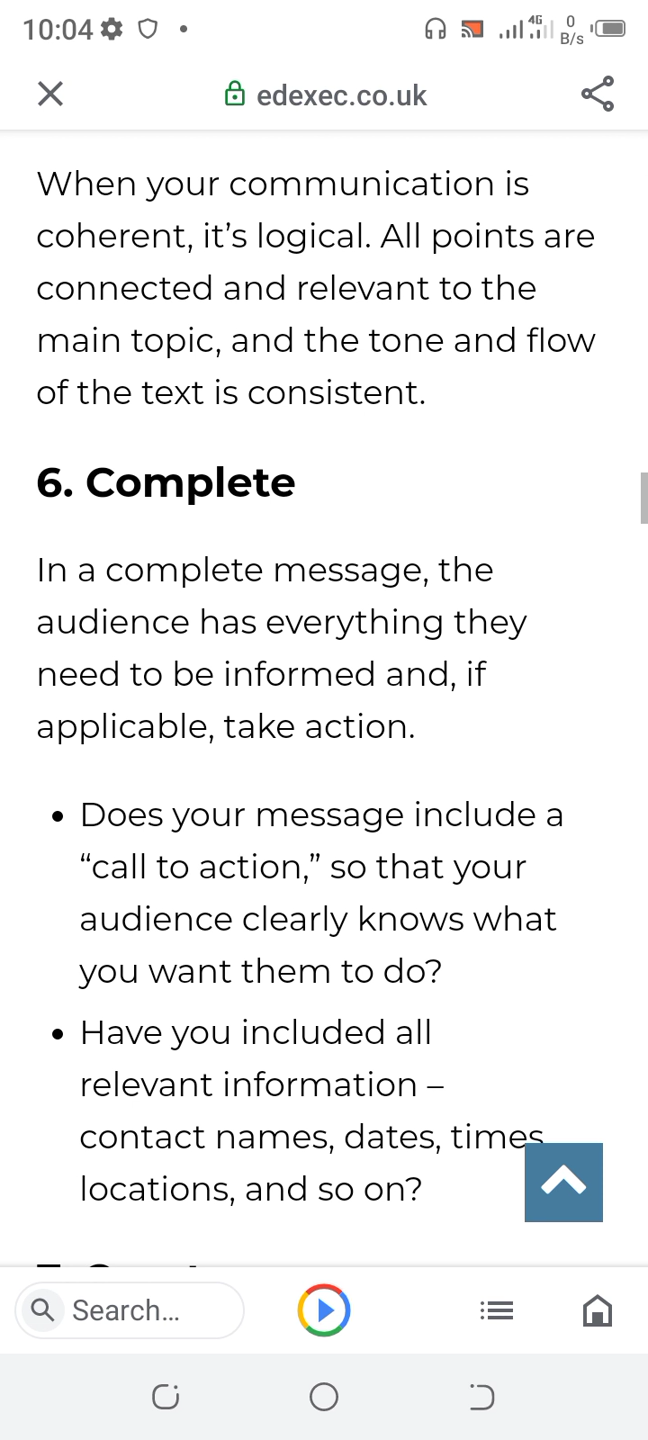 10:04
4G
0
B/s
edexec.co.uk
When your communication is
coherent, it’s logical. All points are
connected and relevant to the
main topic, and the tone and flow
of the text is consistent.
6. Complete
In a complete message, the
audience has everything they
need to be informed and, if
applicable, take action.
• Does your message include a
“call to action,” so that your
audience clearly knows what
you want them to do?
• Have you included all
relevant information –
contact names, dates, times
locations, and so on?
Search...